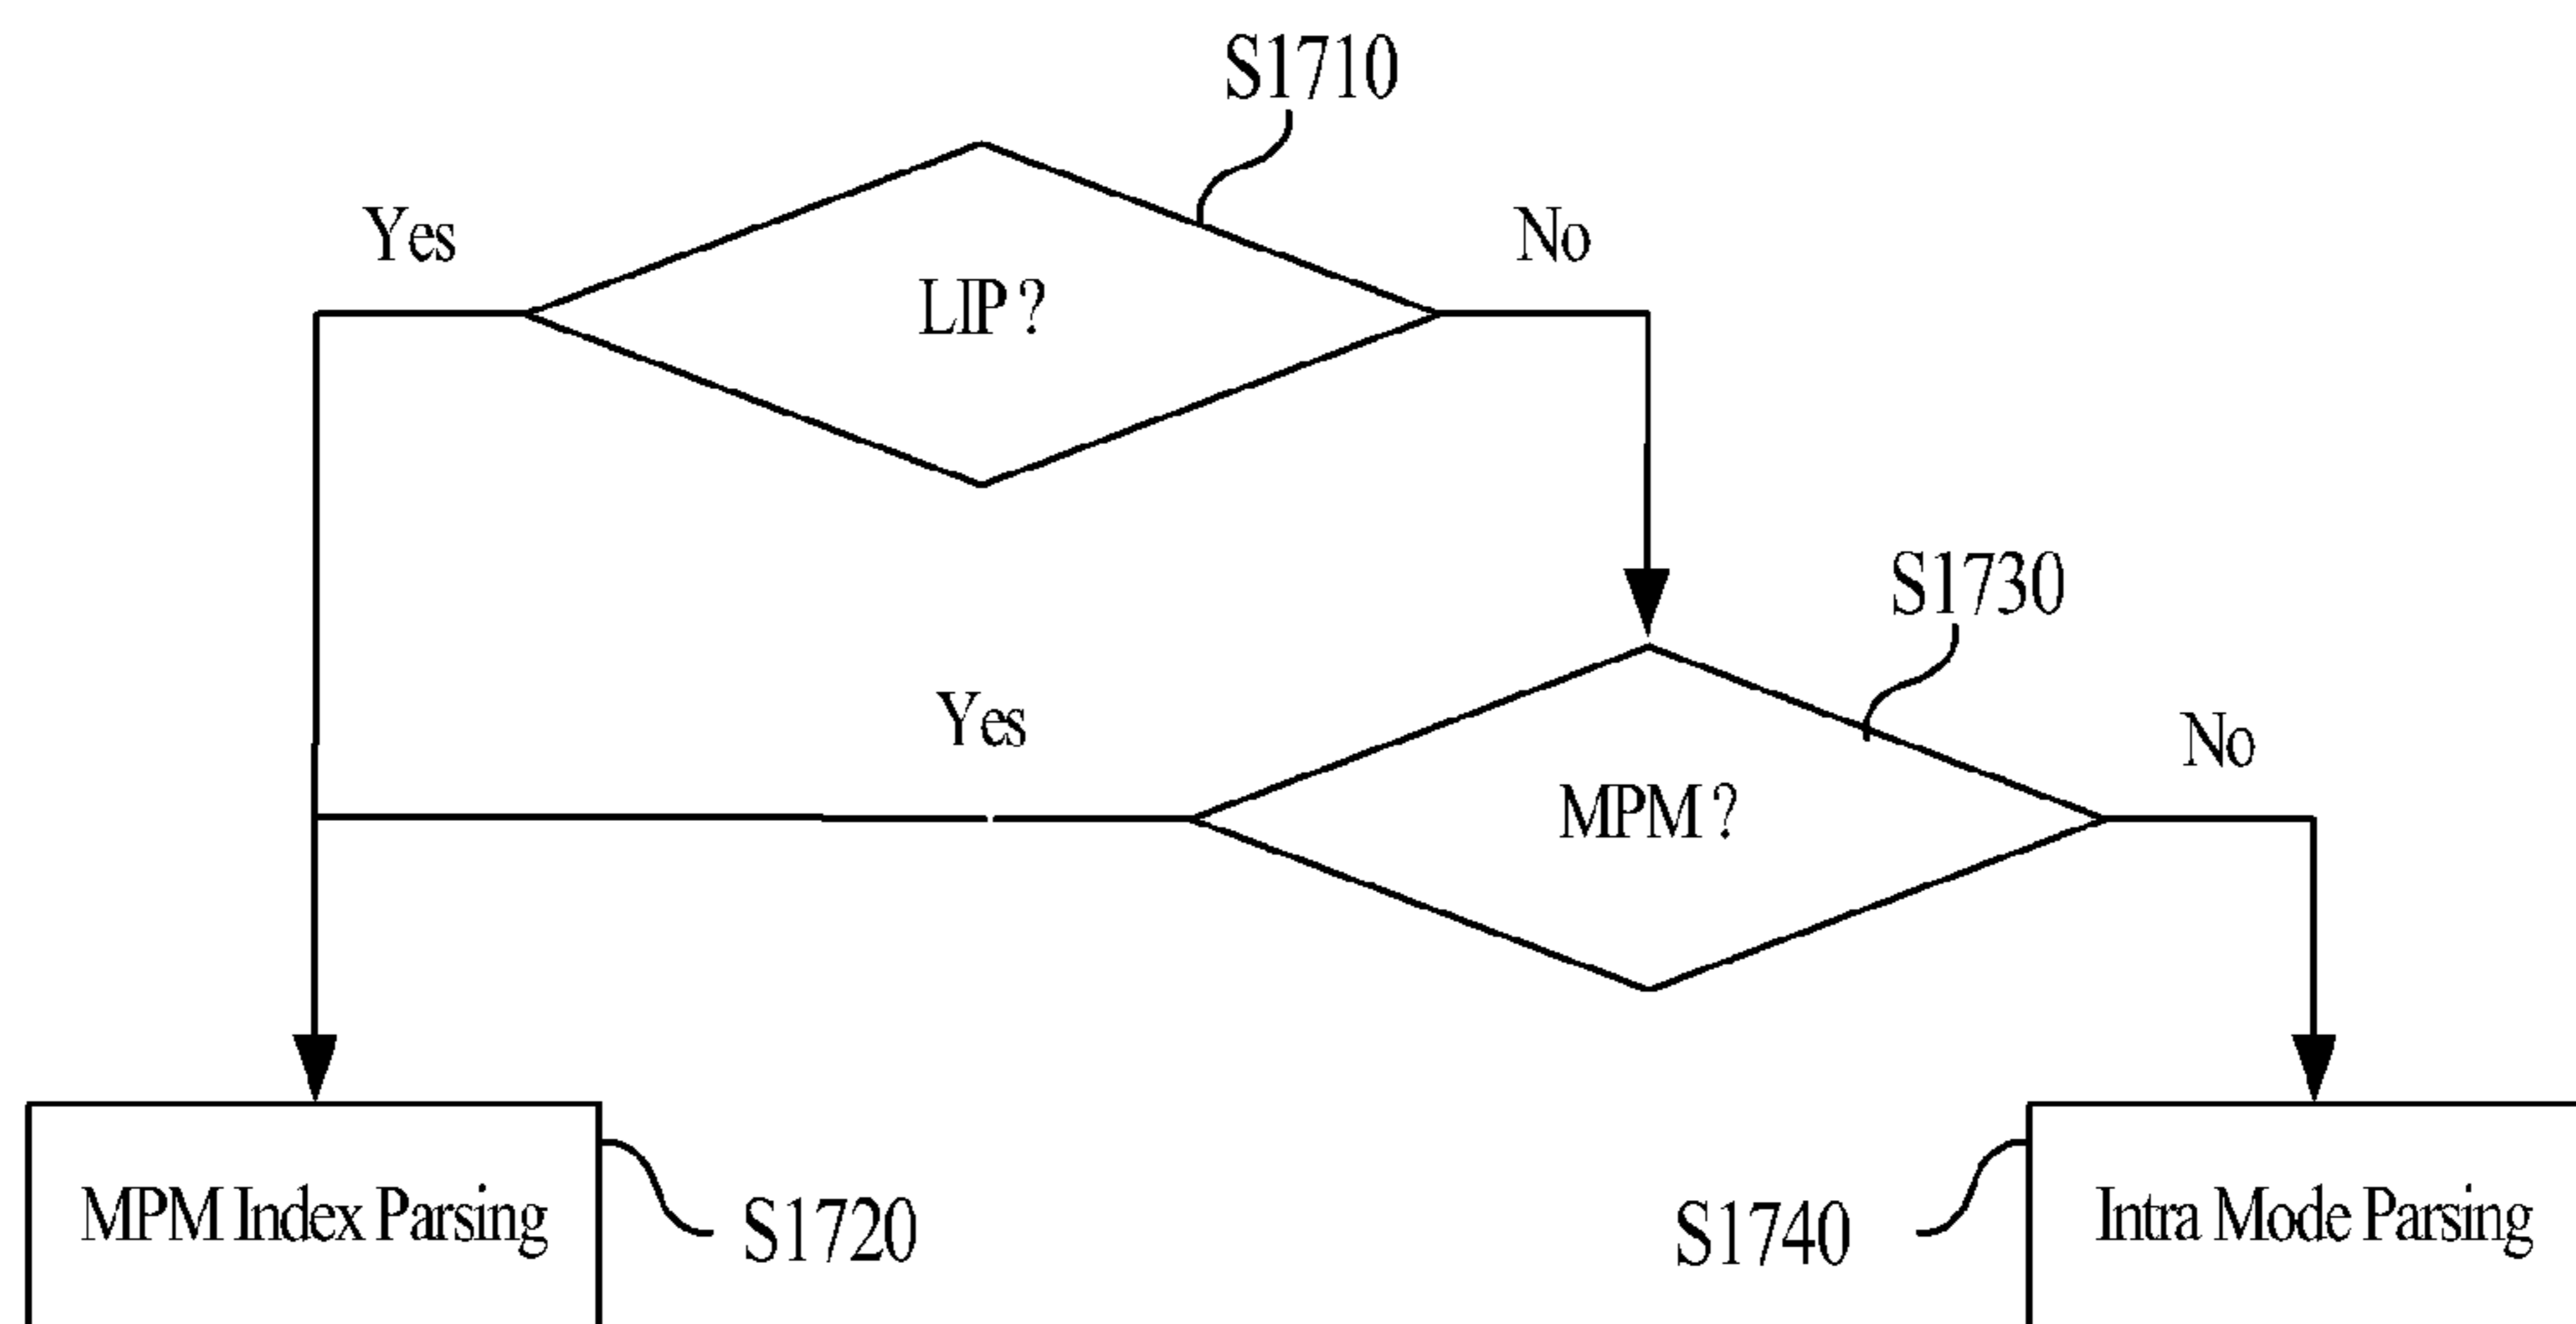 S1710
Yes
No
LIP?
S1730
Yes
No
MPM?
MPM Index Parsing
S1720
S1740
Intra Mode Parsing